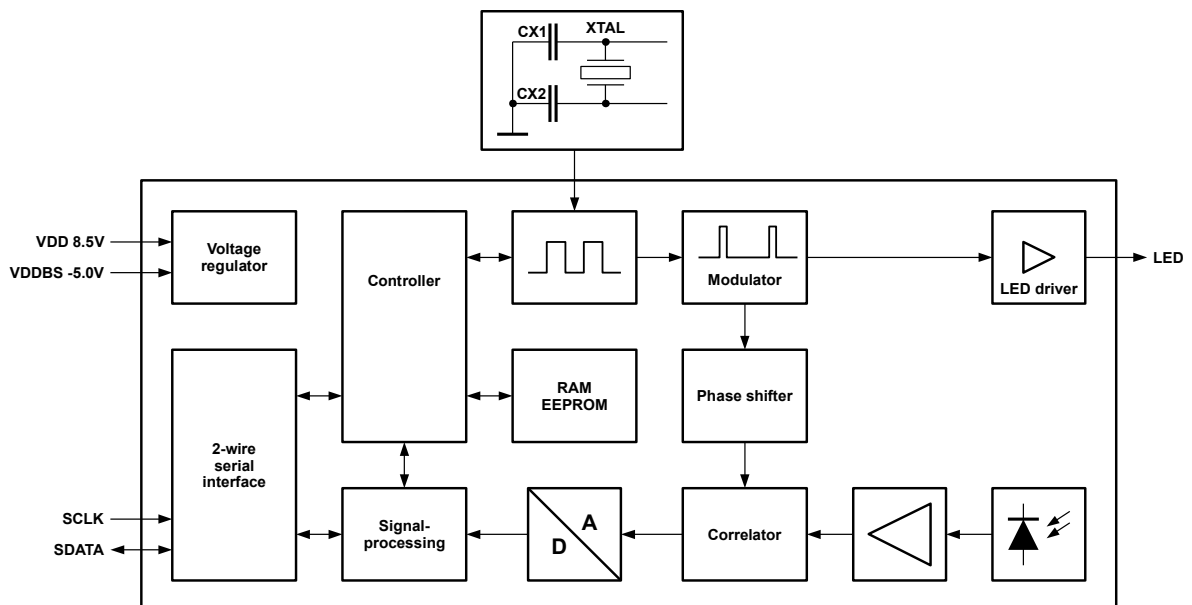 CX1
XTAL
CX2
VDD 8.5V
VDDBS -5.0V
Voltage
regulator
Controller
Modulator
LED driver
LED
RAM
EEPROM
Phase shifter
2-wire
serial
interface
SCLK
SDATA
Signal-
processing
A
D
Correlator